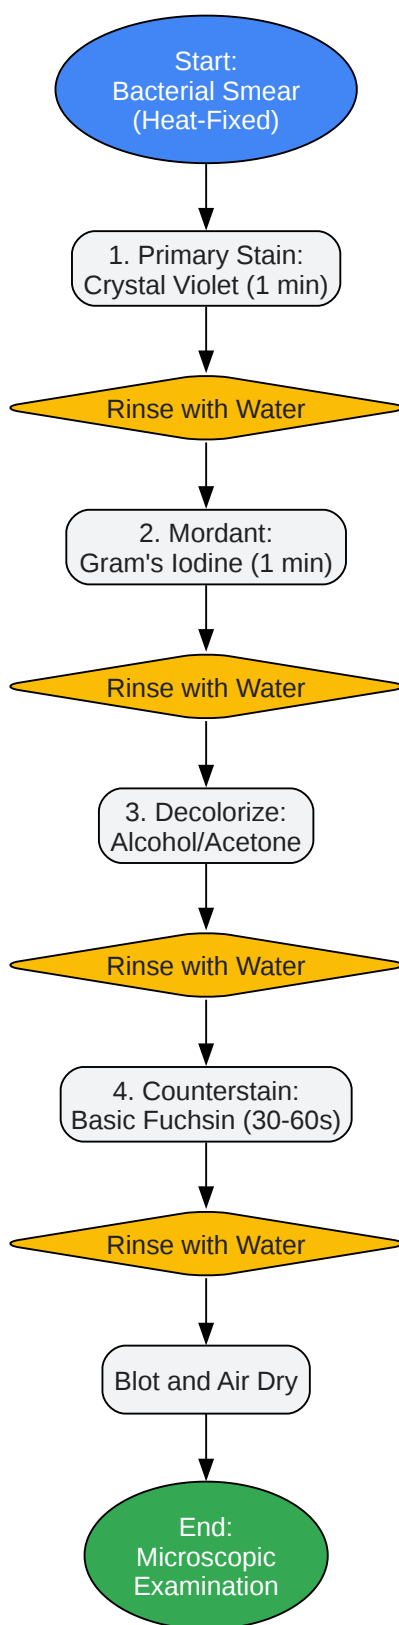 Start:
Bacterial Smear
(Heat-Fixed)
1. Primary Stain:
Crystal Violet (1 min)
Rinse with Water
2. Mordant:
Gram's Iodine (1 min)
Rinse with Water
3. Decolorize:
Alcohol/Acetone
Rinse with Water
4. Counterstain:
Basic Fuchsin (30-60s)
Rinse with Water
Blot and Air Dry
End:
Microscopic
Examination